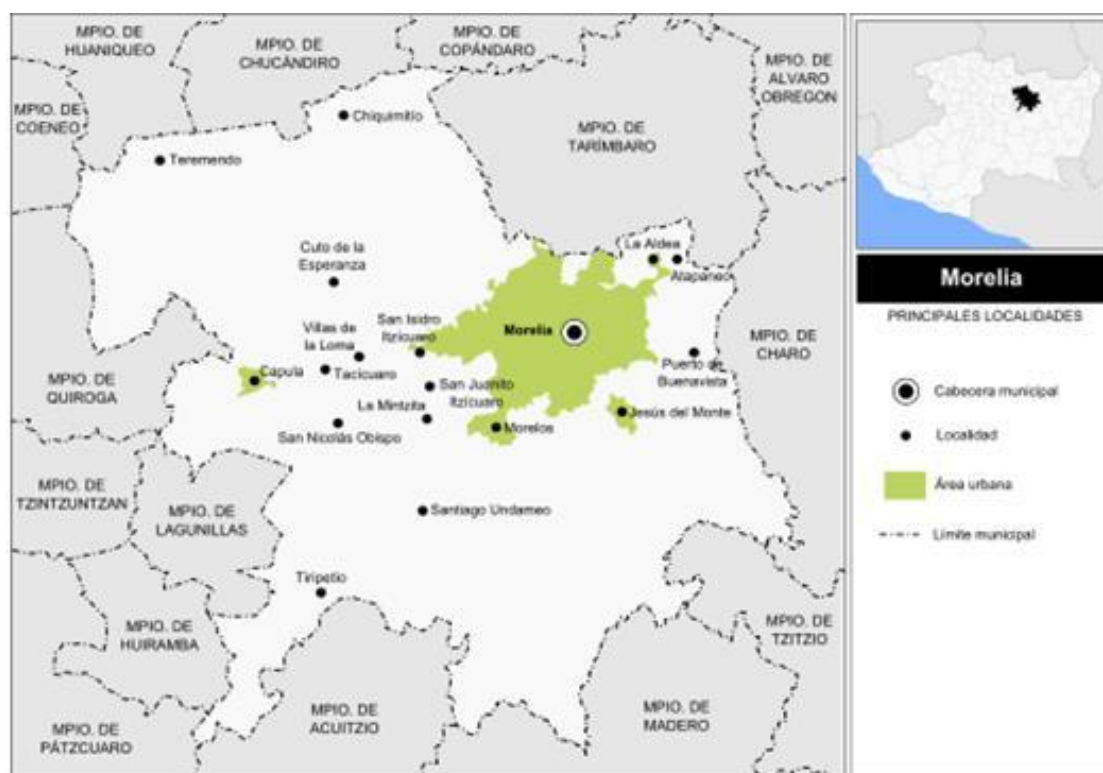 MPIO. DE
HUANIQUEO
MPIO. DE
CHUCÁNDIRO
MPIO. DE
COPÁNDARO
MPIO. DE
ALVARO
OBREGON
MPIO. DE
COENEO
MPIO. DE
TARÍMBARO
Chiquimitío
Teremendo
Cuto de la
Esperanza
La Aldea
Atapaneo
Villas de
la Loma
San Isidro
Itzícuaro
Morelia
MPIO. DE
CHARO
Puerto de
Buenavista
Capula
Tacícuaro
MPIO. DE
QUIROGA
San Juanito
Itzícuaro
La Mintzita
Jesús del Monte
Morelos
San Nicolás Obispo
MPIO. DE
TZINTZUNTZAN
MPIO. DE
LAGUNILLAS
Santiago Undameo
Tiripetío
MPIO. DE
HUIRAMBA
MPIO. DE
TZITZIO
MPIO. DE
PÁTZCUARO
MPIO. DE
ACUITZIO
MPIO. DE
MADERO
Morelia
PRINCIPALES LOCALIDADES
Cabecera municipal
Localidad
Área urbana
Límite municipal